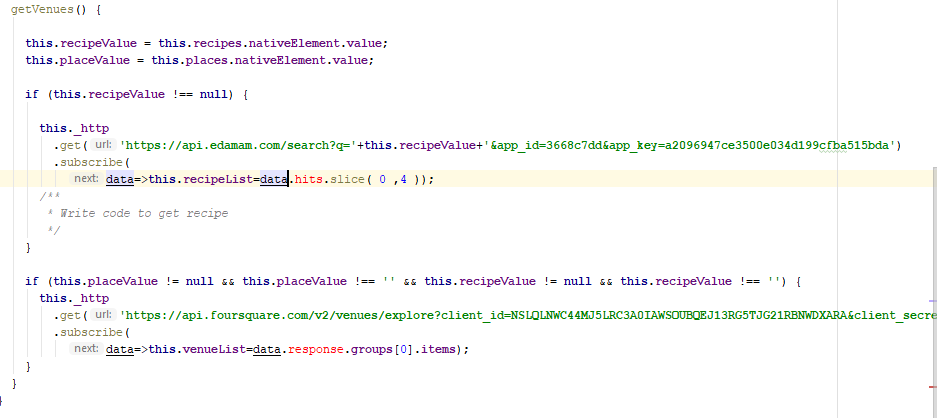 getVenues() {
this.recipeValue = this.recipes.nativeElement.value;
this.placeValue = this.places.nativeElement.value;
if (this.recipeValue !== null) {
this._http
.get( url: 'https://api.edamam.com/search?q='+this.recipeValue+'&app_id=3668c7dd&app_key=a2096947ce3500e034d199cfba515bda')
.subscribe(
next: data=>this.recipeList=data.hits.slice( 0 ,4 ));
/**
* Write code to get recipe
*/
}
if (this.placeValue != null && this.placeValue !== '' && this.recipeValue != null && this.recipeValue !== '') {
this._http
.get( url: 'https://api.foursquare.com/v2/venues/explore?client_id=NSLQLNWC44MJ5LRC3A0IAWSOUBQEJ13RG5TJG21RBNWDXARA&client_secre
.subscribe(
next: data=>this.venueList=data.response.groups[0].items);
}
}
}